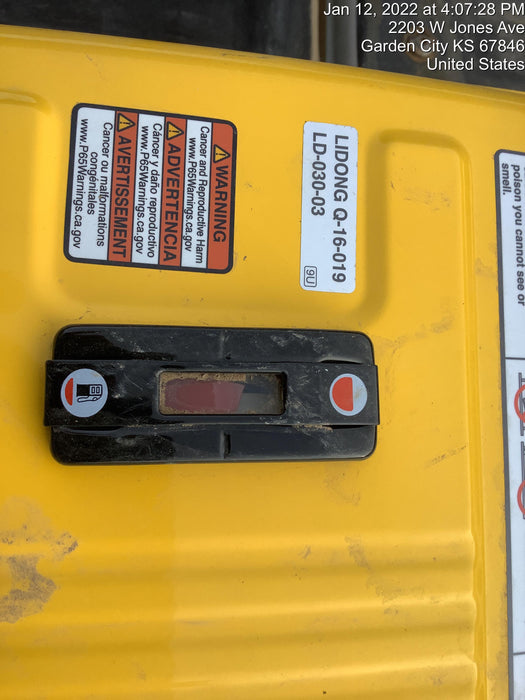 Jan 12, 2022 at 4:07:28 PM
2203 W Jones Ave
Garden City KS 67846
United States
WARNING
Cancer and Reproductive Harm
www.P65Warnings.ca.gov
ADVERTENCIA
Cáncer y daño reproductivo
www.P65Warnings.ca.gov
AVERTISSEMENT
Cancer ou malformations
congénitales
www.P65Warnings.ca.gov
LIDONG Q-16-019
LD-030-03
9U
poison you cannot see or
smell.